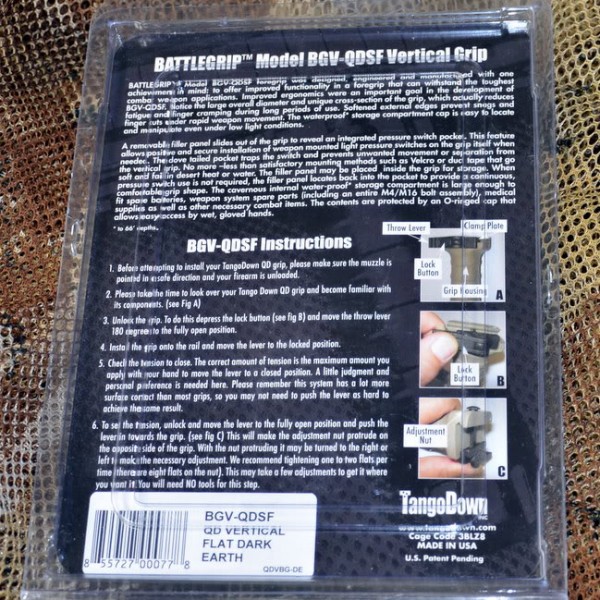 BATTLEGRIP™ Model BGV-QDSF Vertical Grip
BATTLEGRIP™ Model BGV-QDSF foregrip was designed, engineered and manufactured with one
achievement in mind; to offer improved functionality in a foregrip that can withstand the rigors of
combat weapon applications. Improved ergonomics were an important goal in the development of
BGV-QDSF. Notice the large overall diameter and unique cross-section of the grip, which actually reduces
fatigue and finger cramping during long periods of use. Softened external edges prevent snags and
finger cuts under rapid weapon movement. The waterproof* storage compartment cap is easy to locate
and manipulate even under low light conditions.
A removable filler panel slides out of the grip to reveal an integrated pressure switch pocket. This feature
allows positive and secure installation of weapon mounted light pressure switches on the grip itself when
needed. The dove tailed pocket traps the switch and prevents unwanted movement or separation from
the vertical grip. No more less than satisfactory mounting methods such as Velcro or duct tape that go
soft and fail in desert heat or water. The filler panel may be placed inside the grip for storage. When
pressure switch use is not required, the filler panel locates back into the pocket to provide a continuous,
comfortable grip shape. The cavernous internal water-proof* storage compartment is large enough to
fit spare batteries, weapon system spare parts (including an entire M4/M16 bolt assembly), medical
supplies as well as other necessary combat items. The contents are protected by an O-ringed cap that
allows easy access by wet, gloved hands.
* to 66' depths.
BGV-QDSF Instructions
1. Before attempting to install your TangoDown QD grip, please make sure the muzzle is
pointed in a safe direction and your firearm is unloaded.
2. Please take the time to look over your Tango Down QD grip and become familiar with
its components. (see Fig A)
3. Unlock the grip. To do this depress the lock button (see fig B) and move the throw lever
180 degrees to the fully open position.
4. Install the grip onto the rail and move the lever to the locked position.
5. Check the tension to close. The correct amount of tension is the maximum amount you
apply with your hand to move the lever to a closed position. A little judgment and
personal preference is needed here. Please remember this system has a lot more
surface contact than most grips, so you may not need to push the lever as hard to
achieve the same result.
6. To set the tension, unlock and move the lever to the fully open position and push the
lever in towards the grip. (see fig C) This will make the adjustment nut protrude on
the opposite side of the grip. With the nut protruding it may be turned to the right or
left to make the necessary adjustment. We recommend tightening one to two flats per
time (there are eight flats on the nut). This may take a few adjustments to get it where
you want it. You will need NO tools for this step.
Throw Lever
Clamp Plate
Lock
Button
Grip Housing
A
Lock
Button
B
Adjustment
Nut
C
BGV-QDSF
QD VERTICAL
FLAT DARK
EARTH
QDVBG-DE
8 55727 00077 8
TangoDown
INC
www.TangoDown.com
Cage Code 3BLZ8
MADE IN USA
U.S. Patent Pending